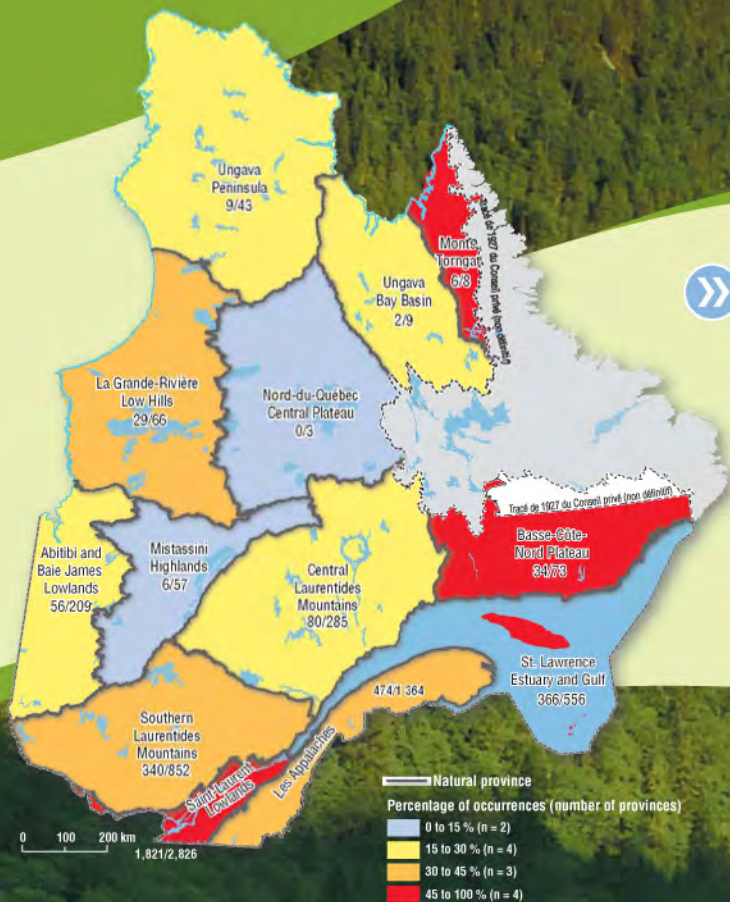 Ungava
Peninsula
9/43
Monts
Torngat
6/8
Tracé de 1927 du Conseil privé (non définitif)
Ungava
Bay Basin
2/9
La Grande-Rivière
Low Hills
29/66
Nord-du-Québec
Central Plateau
0/3
Tracé de 1927 du Conseil privé (non définitif)
Basse-Côte-
Nord Plateau
34/73
Abitibi and
Baie James
Lowlands
56/209
Mistassini
Highlands
6/57
Central
Laurentides
Mountains
80/285
St. Lawrence
Estuary and Gulf
366/556
474/1 364
Les Appalaches
Southern
Laurentides
Mountains
340/852
Saint-Laurent
Lowlands
1,821/2,826
0 100 200 km
Natural province
Percentage of occurrences (number of provinces)
0 to 15 % (n = 2)
15 to 30 % (n = 4)
30 to 45 % (n = 3)
45 to 100 % (n = 4)